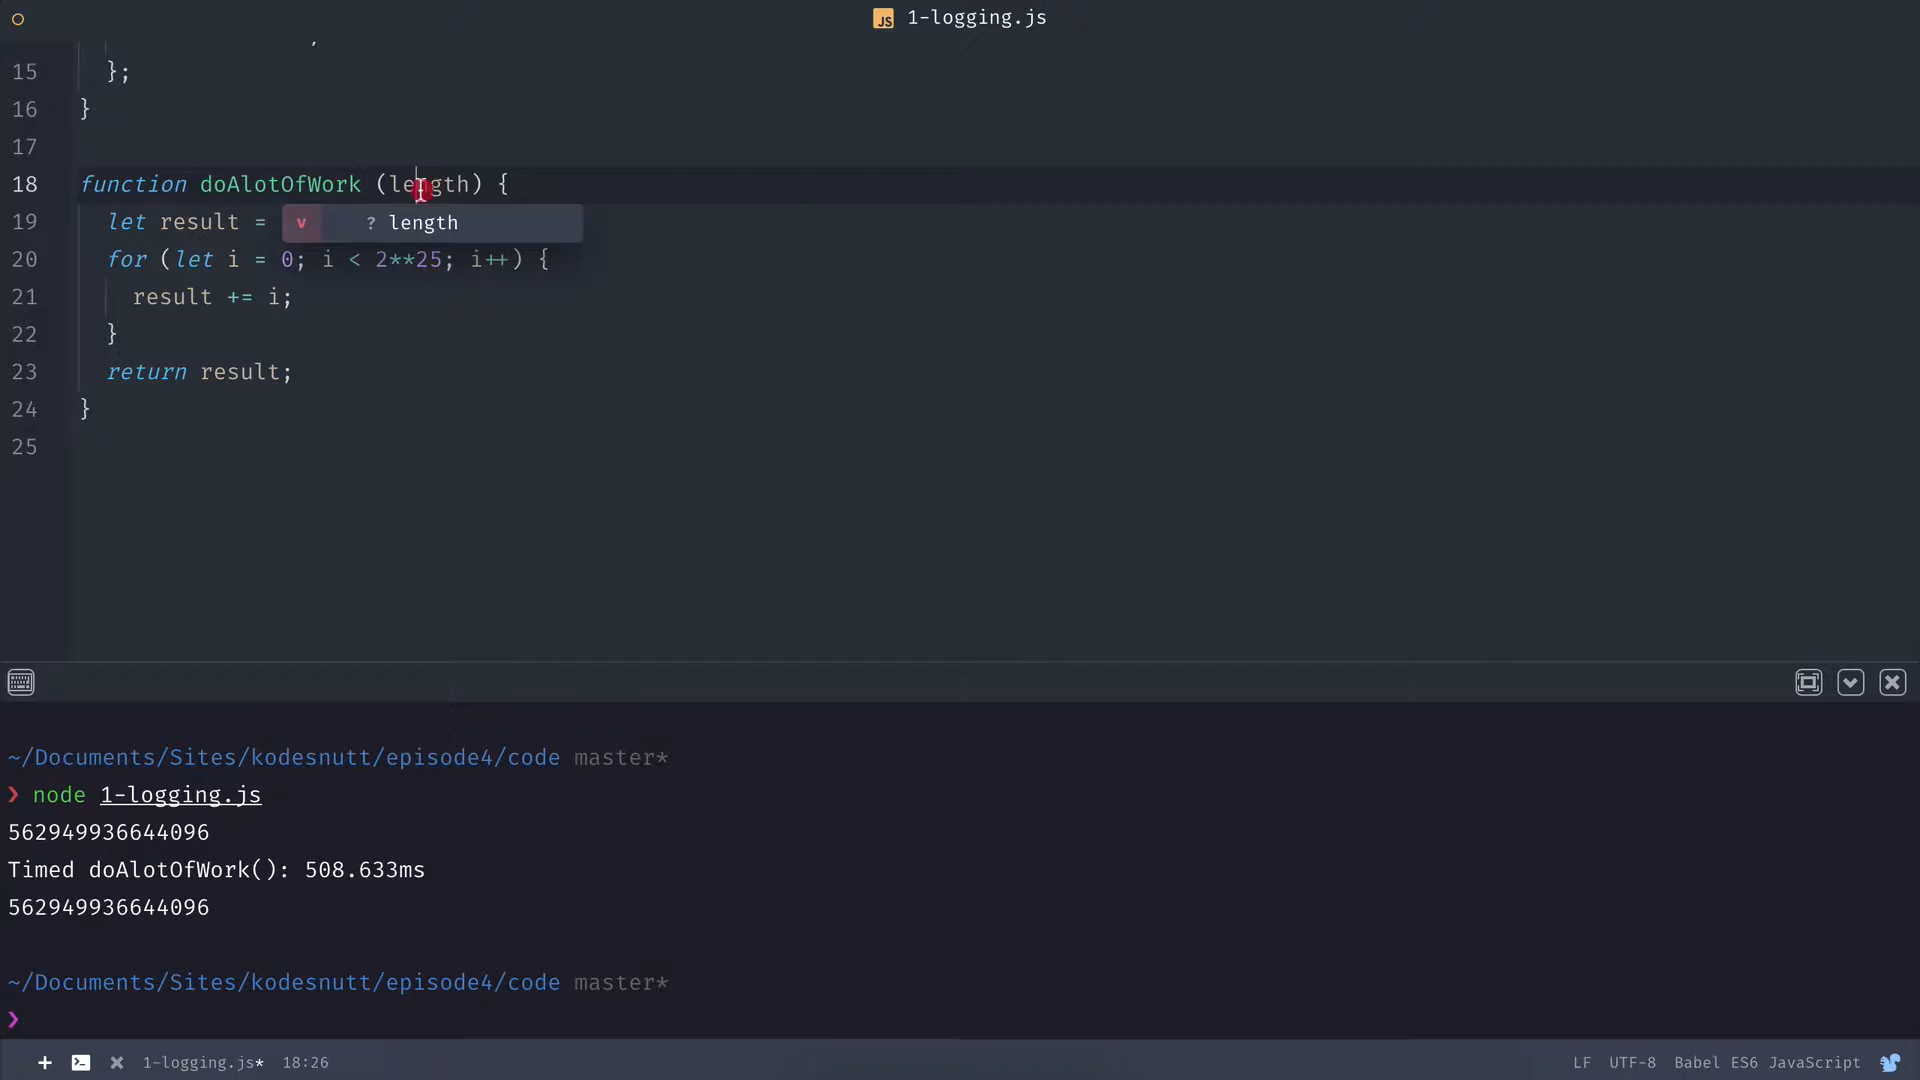 JS 1-logging.js
15 };
16 }
17
18 function doAlotOfWork (length) {
19 let result =
v ? length
20 for (let i = 0; i < 2**25; i++) {
21 result += i;
22 }
23 return result;
24 }
25
~/Documents/Sites/kodesnutt/episode4/code master*
❯ node 1-logging.js
562949936644096
Timed doAlotOfWork(): 508.633ms
562949936644096
~/Documents/Sites/kodesnutt/episode4/code master*
❯
1-logging.js* 18:26 LF UTF-8 Babel ES6 JavaScript